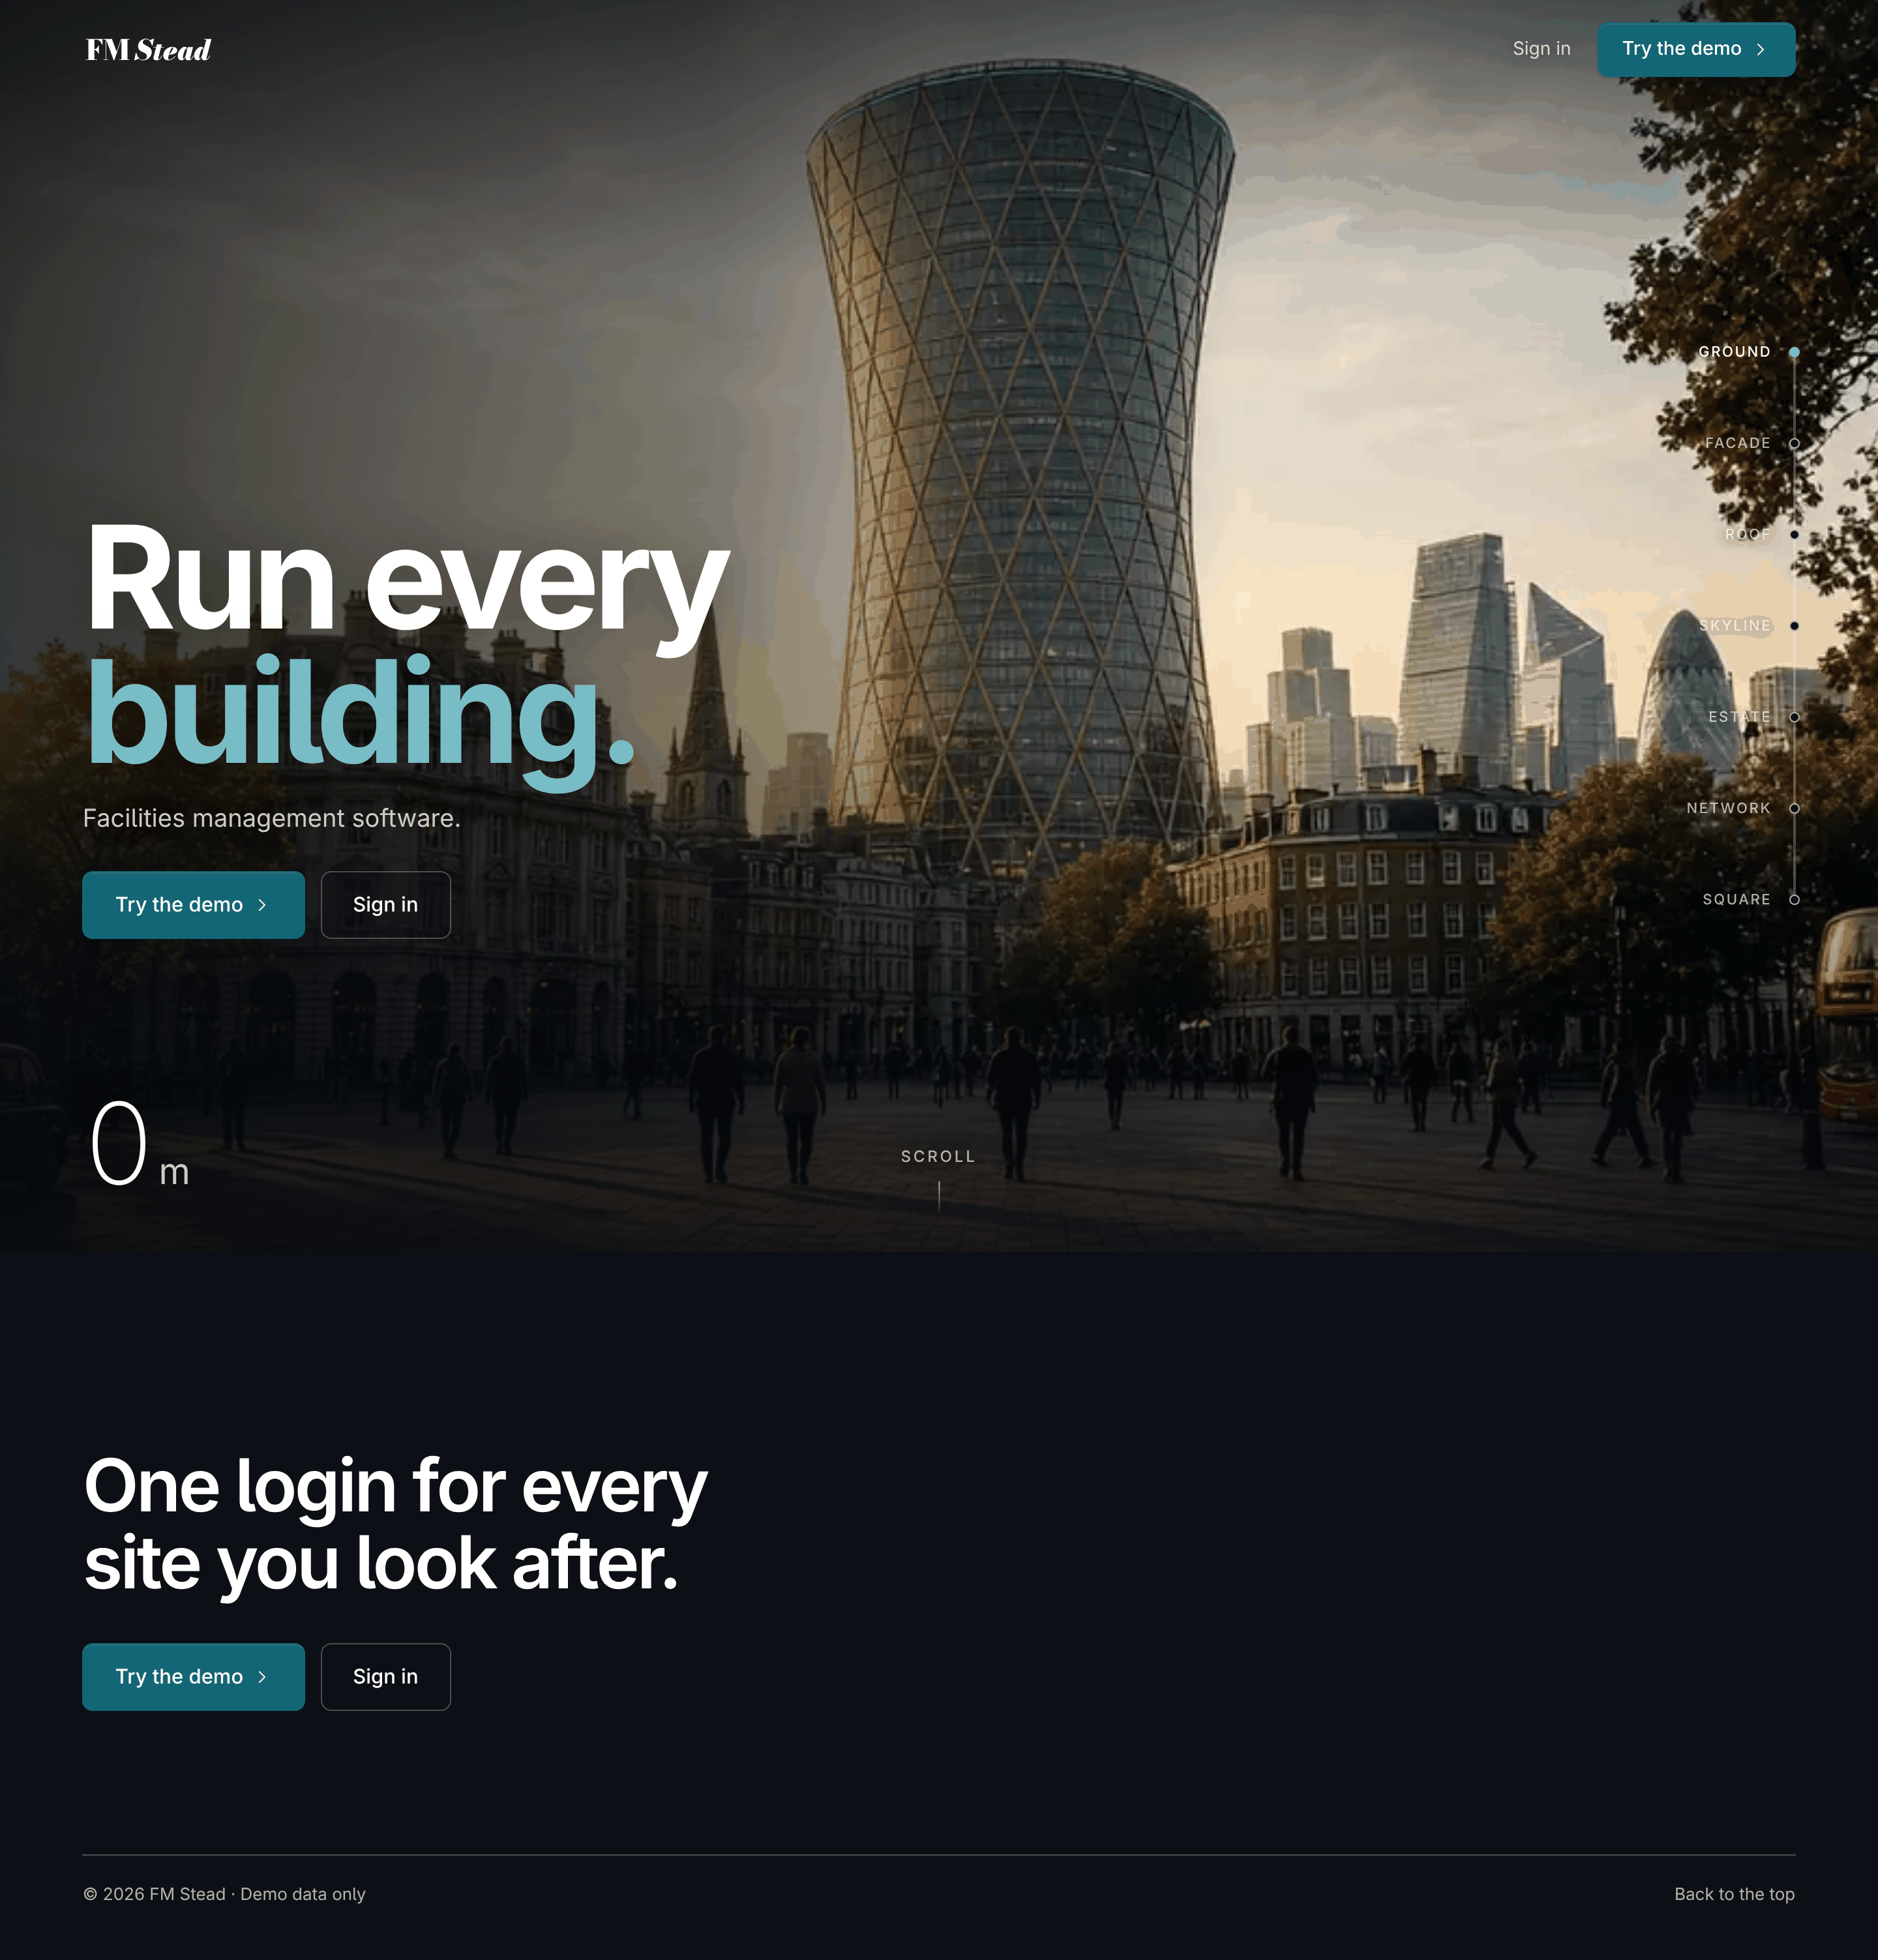 FM Stead
Sign in
Try the demo
GROUND
FACADE
ROOF
SKYLINE
ESTATE
NETWORK
SQUARE
Run every
building.
Facilities management software.
Try the demo
Sign in
0 m
SCROLL
One login for every
site you look after.
Try the demo
Sign in
© 2026 FM Stead · Demo data only
Back to the top